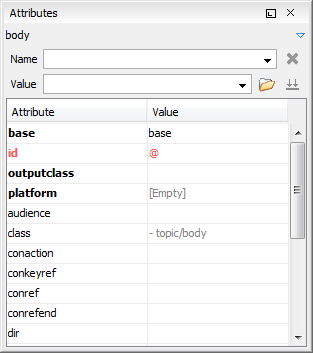 Attributes
body
Name
Value
Attribute Value
base base
id @
outputclass
platform [Empty]
audience
class - topic/body
conaction
conkeyref
conref
conrefend
dir